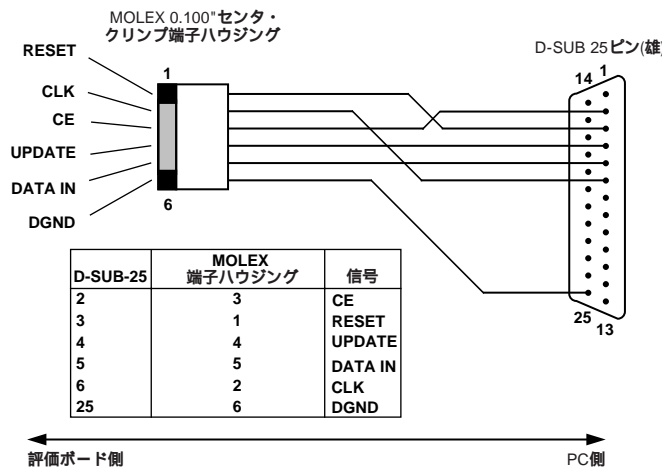 MOLEX 0.100"センタ・
クリンプ端子ハウジング
D-SUB 25ピン(雄)
RESET
CLK
CE
UPDATE
DATA IN
DGND
1
6
14 1
25 13
D-SUB-25 MOLEX 端子ハウジング 信号
2 3 CE
3 1 RESET
4 4 UPDATE
5 5 DATA IN
6 2 CLK
25 6 DGND
評価ボード側 PC側